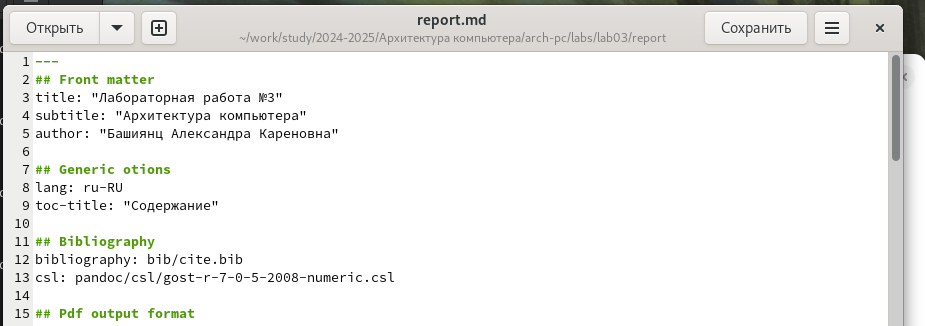 Открыть
report.md
~/work/study/2024-2025/Архитектура компьютера/arch-pc/labs/lab03/report
Сохранить
1 ---
2 ## Front matter
3 title: "Лабораторная работа №3"
4 subtitle: "Архитектура компьютера"
5 author: "Башиянц Александра Кареновна"
6
7 ## Generic otions
8 lang: ru-RU
9 toc-title: "Содержание"
10
11 ## Bibliography
12 bibliography: bib/cite.bib
13 csl: pandoc/csl/gost-r-7-0-5-2008-numeric.csl
14
15 ## Pdf output format